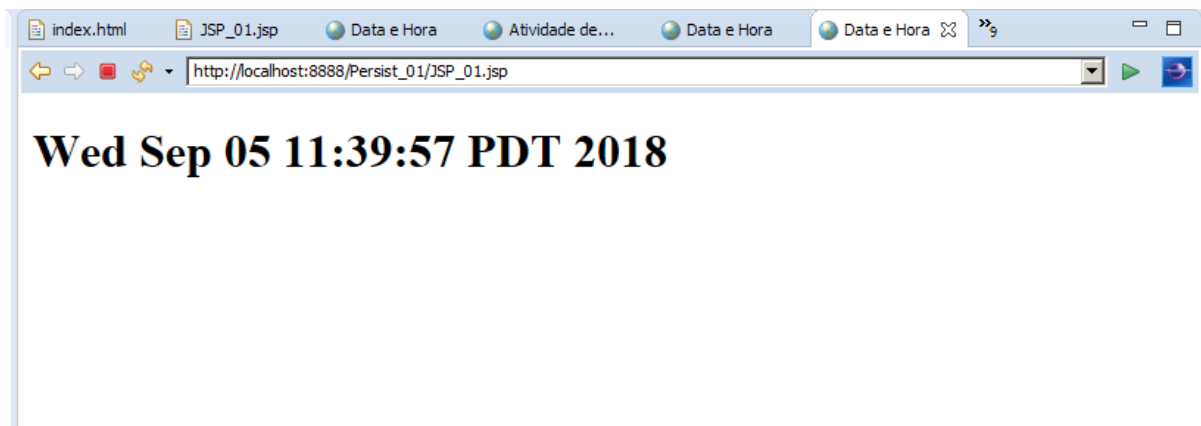 index.html JSP_01.jsp Data e Hora Atividade de... Data e Hora Data e Hora »9
http://localhost:8888/Persist_01/JSP_01.jsp
Wed Sep 05 11:39:57 PDT 2018